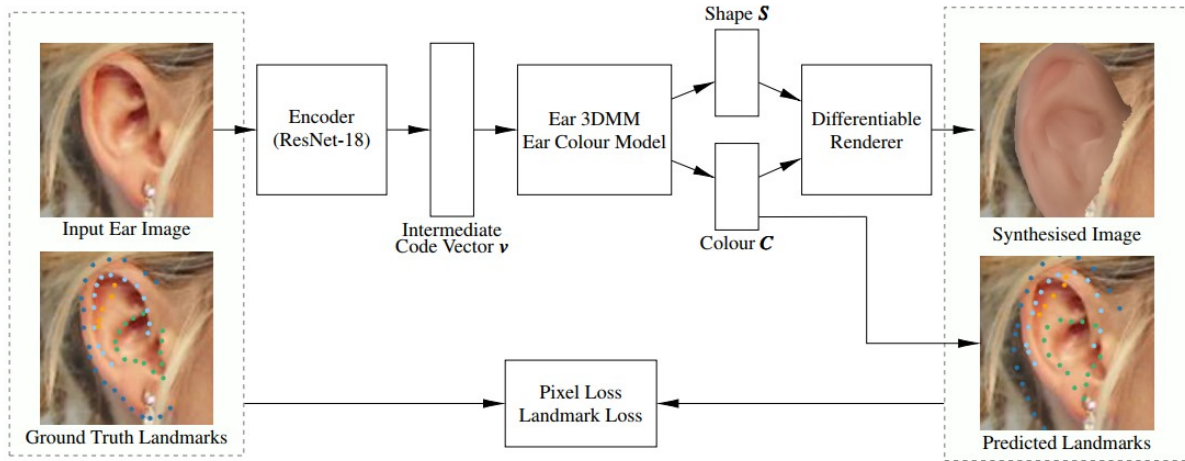 Input Ear Image
Ground Truth Landmarks
Encoder
(ResNet-18)
Intermediate
Code Vector v
Ear 3DMM
Ear Colour Model
Shape S
Colour C
Differentiable
Renderer
Synthesised Image
Predicted Landmarks
Pixel Loss
Landmark Loss